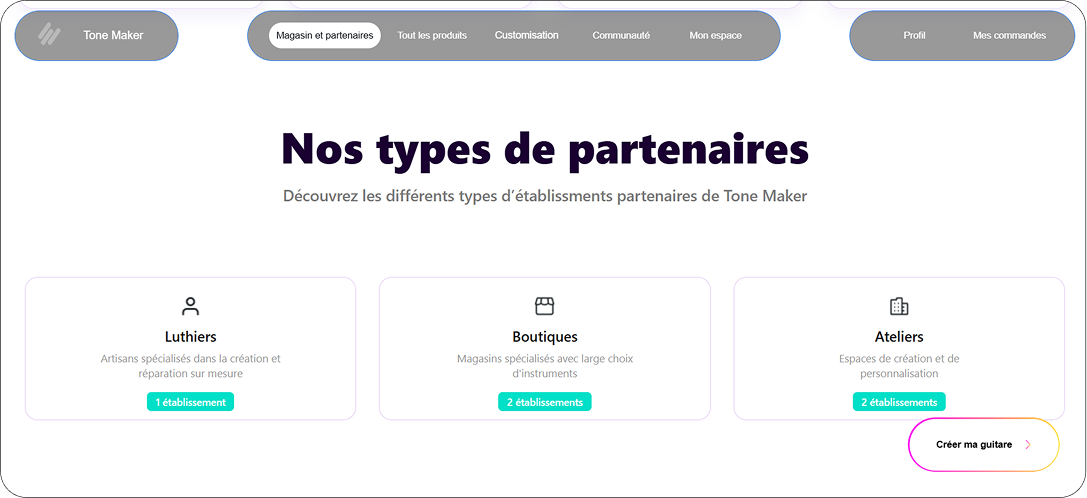 Tone Maker
Magasin et partenaires
Tout les produits
Customisation
Communauté
Mon espace
Profil
Mes commandes
Nos types de partenaires
Découvrez les différents types d’établissments partenaires de Tone Maker
Luthiers
Artisans spécialisés dans la création et
réparation sur mesure
1 établissement
Boutiques
Magasins spécialisés avec large choix
d'instruments
2 établissements
Ateliers
Espaces de création et de
personnalisation
2 établissements
Créer ma guitare